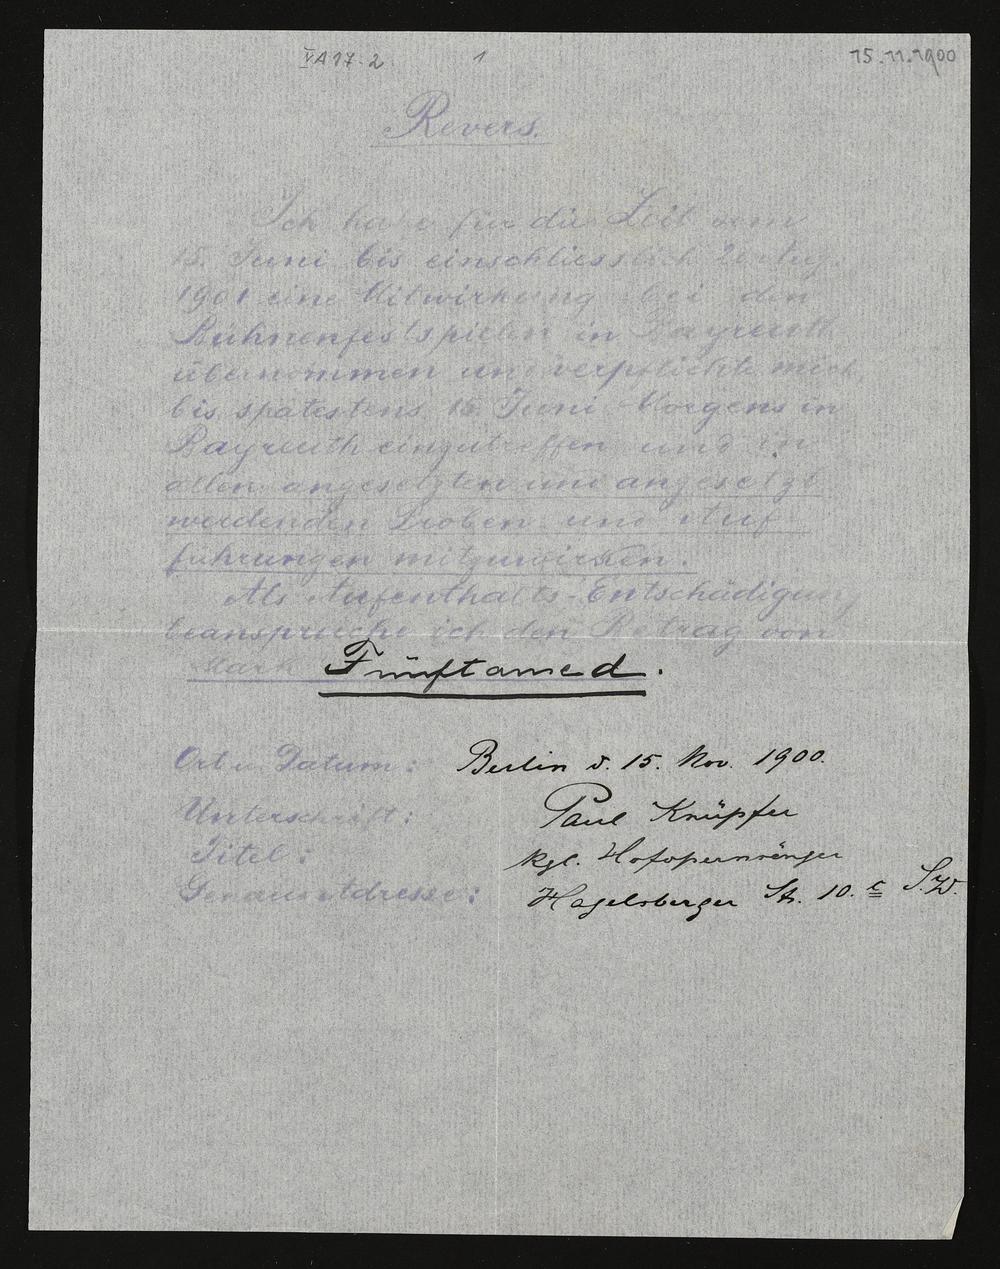 VA 17-2 1 15.11.1900
Revers.
Ich habe für die Zeit vom
15. Juni bis einschliesslich 20 Aug.
1901 eine Mitwirkung bei den
Bühnenfestspielen in Bayreuth
übernommen und verpflichte mich,
bis spätestens 15 Juni Morgens in
Bayreuth einzutreffen und in
allen angesetzten und angesetzt
werdenden Proben und Auf-
führungen mitzuwirken.
Als Aufenthalts-Entschädigung
beanspruche ich den Betrag von
Mark
Ort u. Datum: Berlin d. 15. Nov. 1900.
Unterschrift: Paul Knüpfer
Titel: kgl. Hofopernsänger
Genaue Adresse: Hagelsberger Str. 10. c S.W.